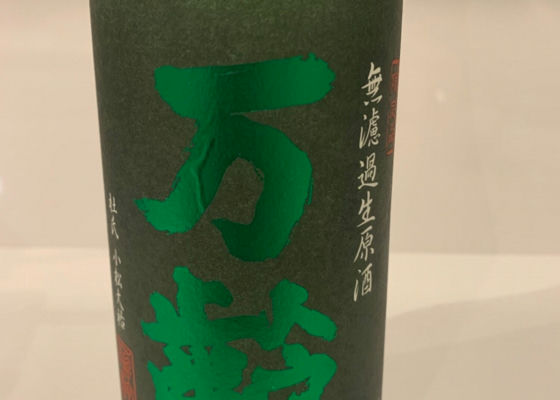 無濾過生原酒
万齢
杜氏 小松大祐